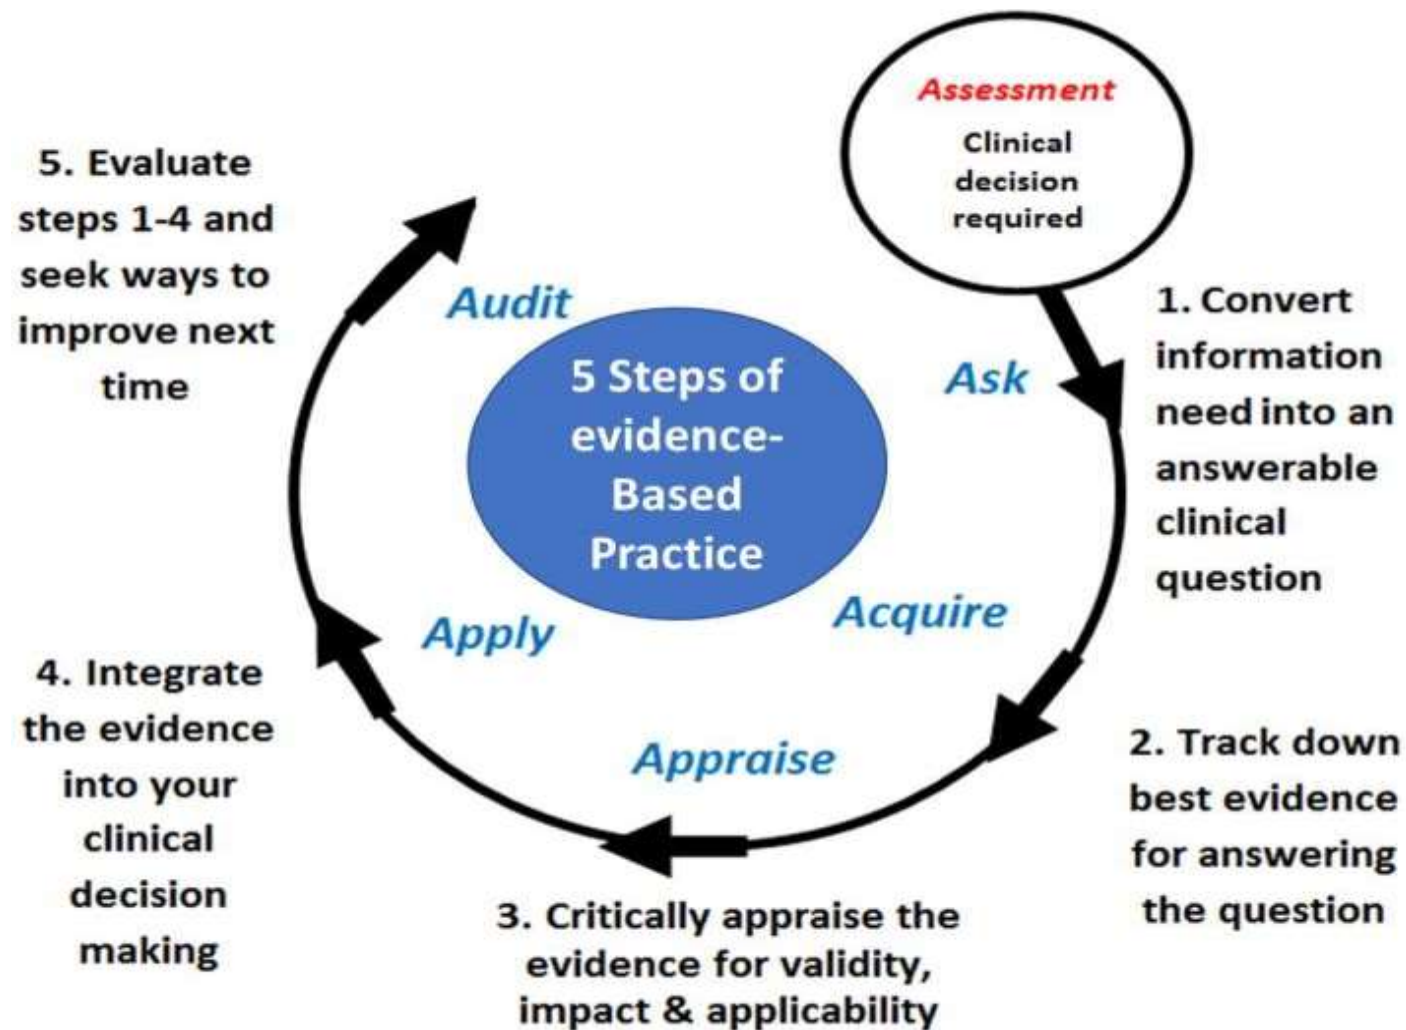 Assessment
Clinical
decision
required
1. Convert
information
need into an
answerable
clinical
question
Ask
Acquire
2. Track down
best evidence
for answering
the question
Appraise
3. Critically appraise the
evidence for validity,
impact & applicability
Apply
4. Integrate
the evidence
into your
clinical
decision
making
Audit
5. Evaluate
steps 1-4 and
seek ways to
improve next
time
5 Steps of
evidence-
Based
Practice